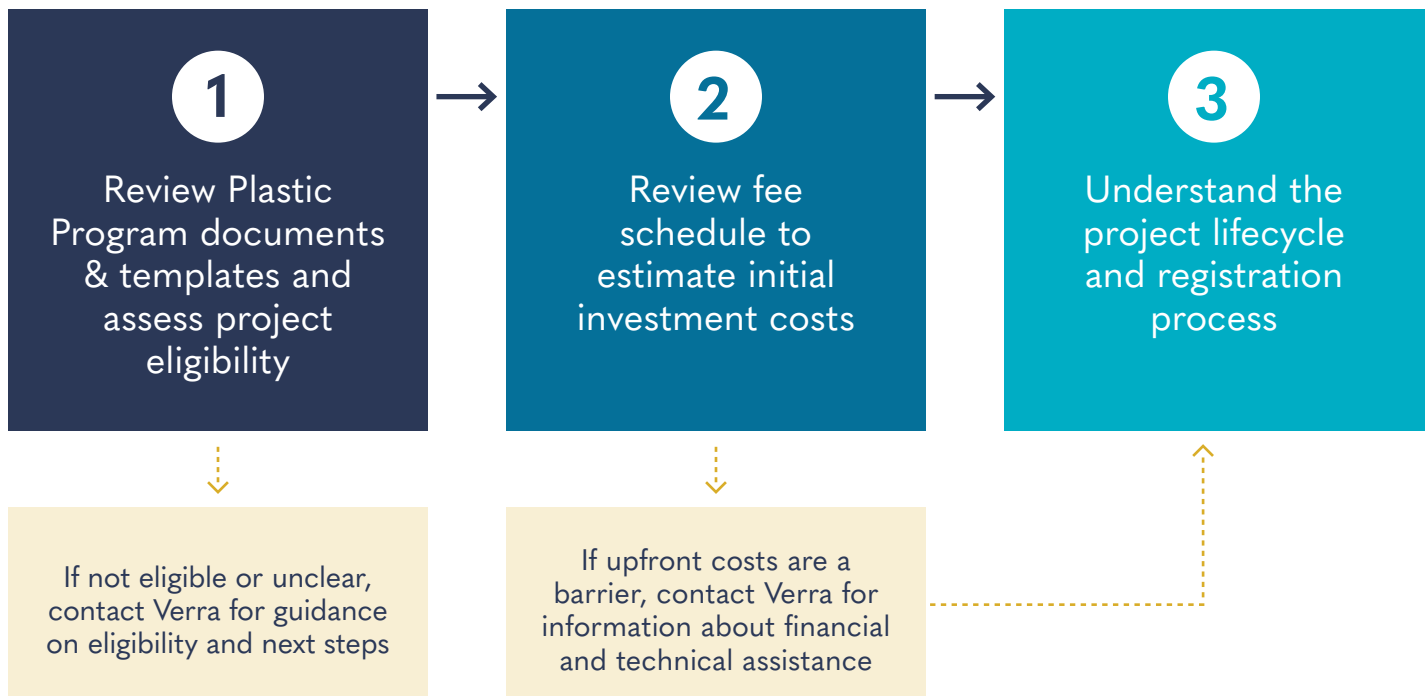 1
Review Plastic
Program documents
& templates and
assess project
eligibility
2
Review fee
schedule to
estimate initial
investment costs
3
Understand the
project lifecycle
and registration
process
If not eligible or unclear,
contact Verra for guidance
on eligibility and next steps
If upfront costs are a
barrier, contact Verra for
information about financial
and technical assistance